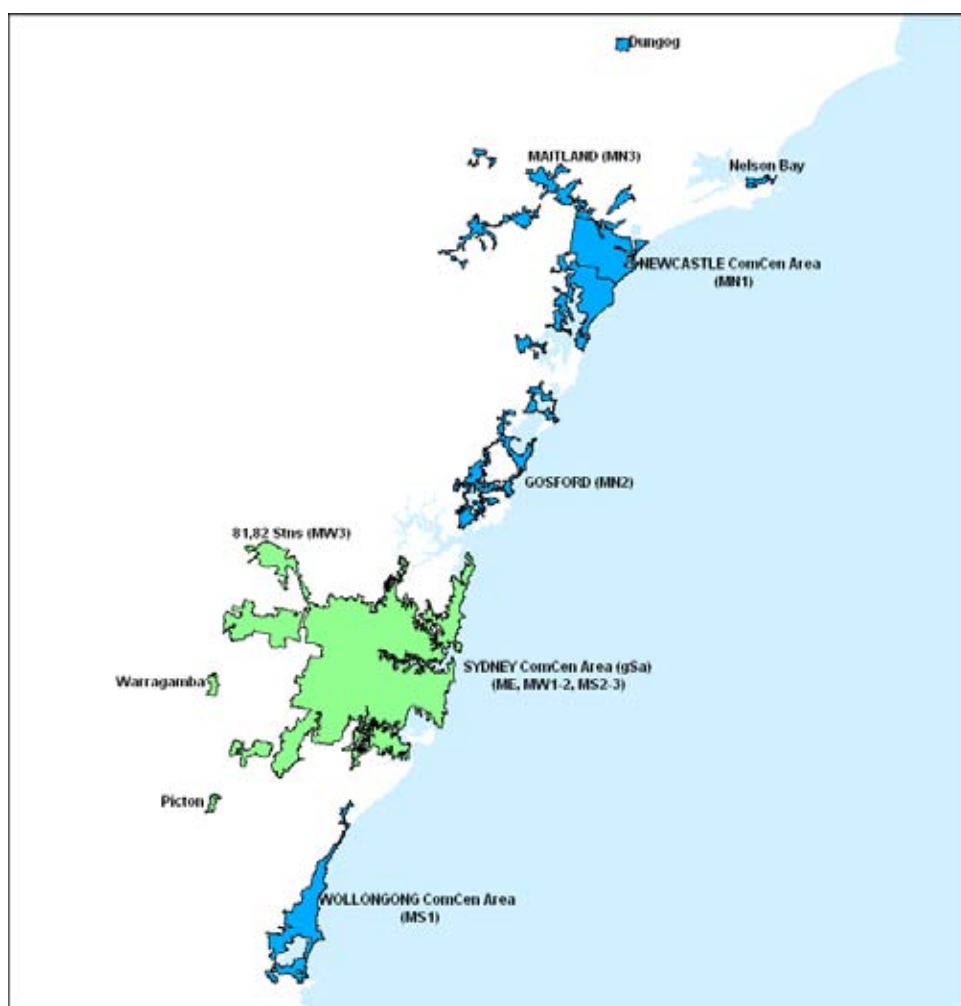 Dungog
MAITLAND (MN3)
Nelson Bay
NEWCASTLE ComCen Area
(MN1)
GOSFORD (MN2)
81,82 Stns (MW3)
SYDNEY ComCen Area (gSa)
(ME, MW1-2, MS2-3)
Warragamba
Picton
WOLLONGONG ComCen Area
(MS1)